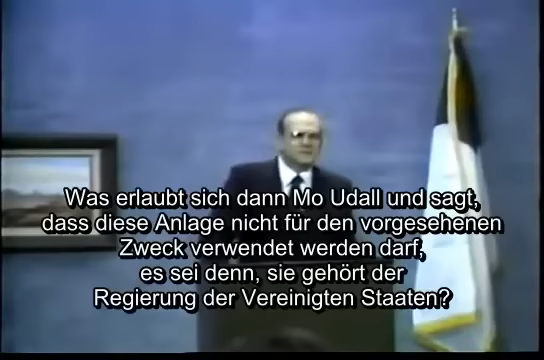 Was erlaubt sich dann Mo Udall und sagt,
dass diese Anlage nicht für den vorgesehenen
Zweck verwendet werden darf,
es sei denn, sie gehört der
Regierung der Vereinigten Staaten?